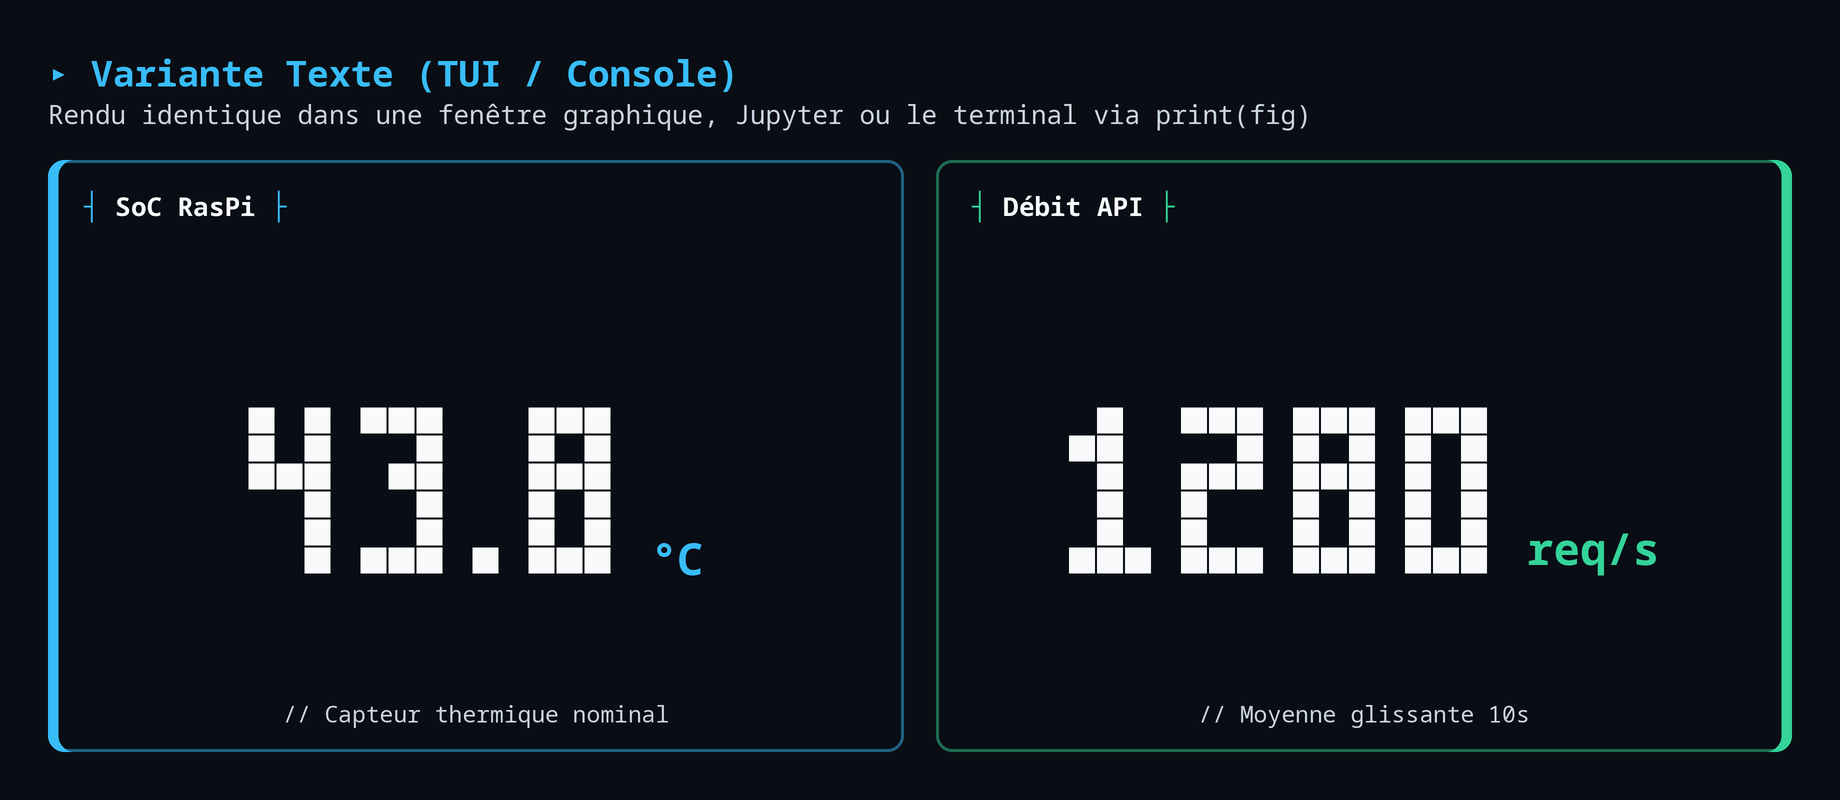 ▸ Variante Texte (TUI / Console)
Rendu identique dans une fenêtre graphique, Jupyter ou le terminal via print(fig)
┤ SoC RasPi ├
43.8 °C
// Capteur thermique nominal
┤ Débit API ├
1280 req/s
// Moyenne glissante 10s